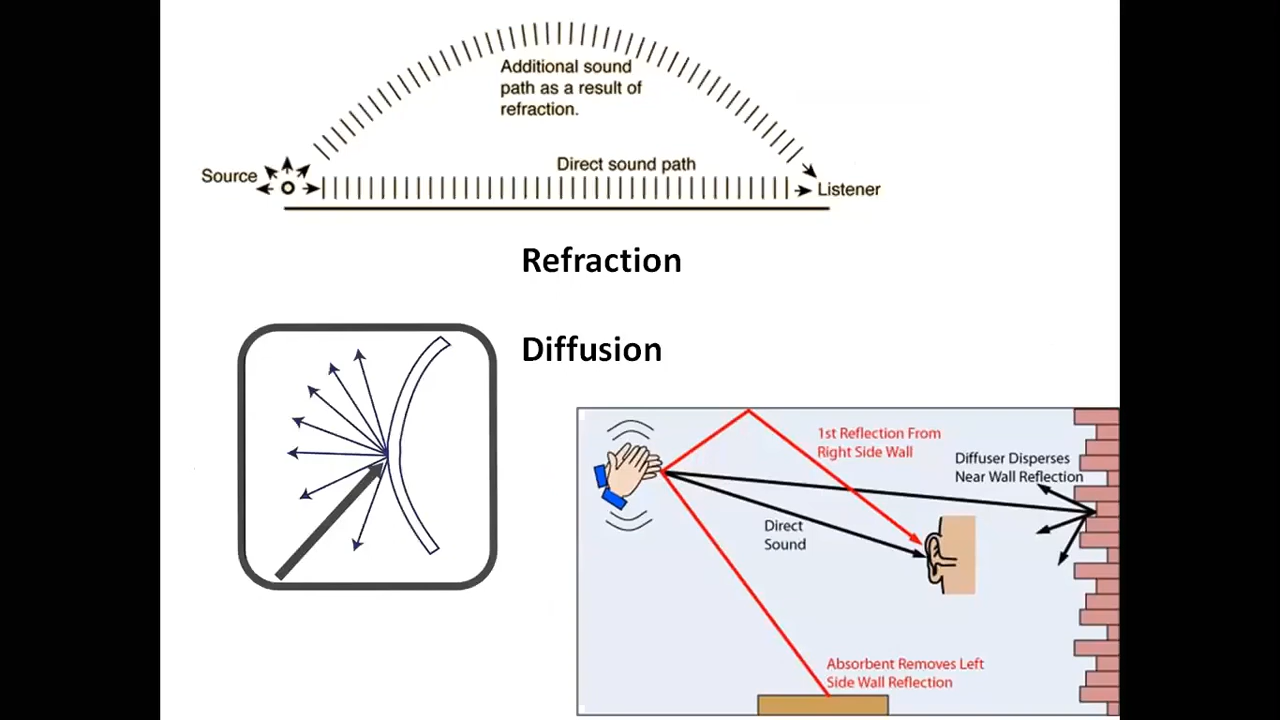 Additional sound
path as a result of
refraction.
Direct sound path
Source
Listener
Refraction
Diffusion
1st Reflection From
Right Side Wall
Diffuser Disperses
Near Wall Reflection
Direct
Sound
Absorbent Removes Left
Side Wall Reflection